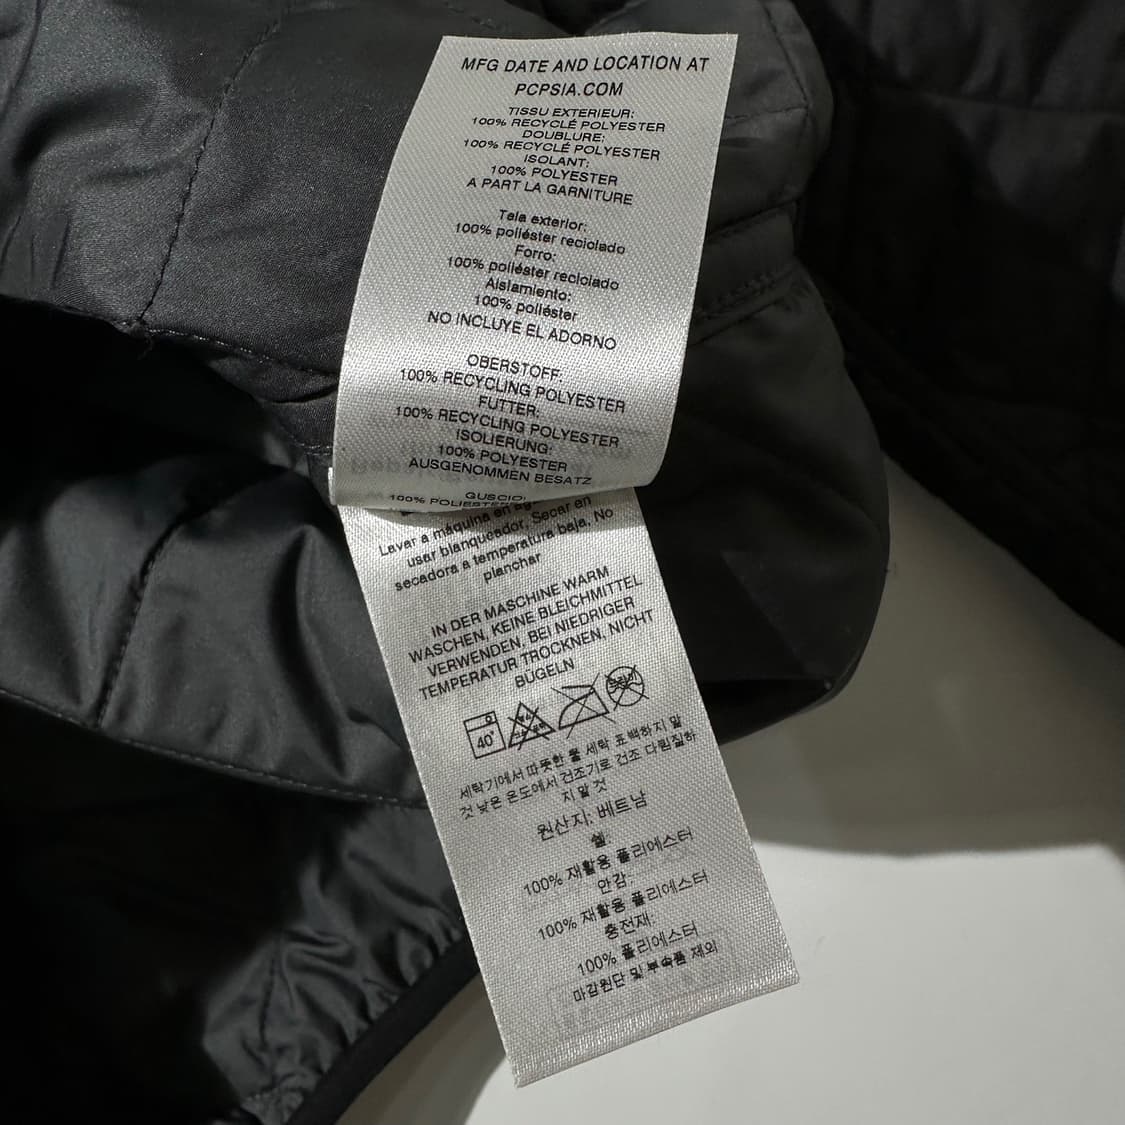 MFG DATE AND LOCATION AT
PCPSIA.COM
TISSU EXTERIEUR:
100% RECYCLÉ POLYESTER
DOUBLURE:
100% RECYCLÉ POLYESTER
ISOLANT:
100% POLYESTER
A PART LA GARNITURE
Tela exterior:
100% poliéster reciclado
Forro:
100% poliéster reciclado
Aislamiento:
100% poliéster
NO INCLUYE EL ADORNO
OBERSTOFF:
100% RECYCLING POLYESTER
FUTTER:
100% RECYCLING POLYESTER
ISOLIERUNG:
100% POLYESTER
AUSGENOMMEN BESATZ
GUSCIO:
100%
Lavar a máquina en
usar blanqueador. Secar en
secadora a temperatura baja. No
planchar
IN DER MASCHINE WARM
WASCHEN, KEINE BLEICHMITTEL
VERWENDEN, BEI NIEDRIGER
TEMPERATUR TROCKNEN, NICHT
BÜGELN
40°
세탁기에서 따뜻한 물 세탁 표백하지 말
것 낮은 온도에서 건조기로 건조 다림질하
지 말 것
원산지: 베트남
쉘:
100% 재활용 폴리에스터
안감:
100% 재활용 폴리에스터
충전재:
100% 폴리에스터
마감원단 및 부속품 제외